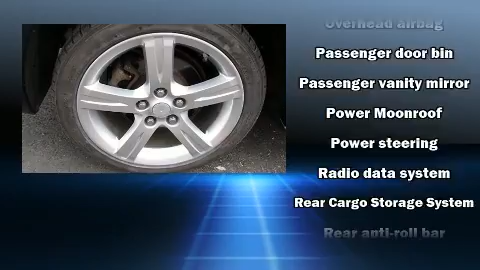 Overhead airbag
Passenger door bin
Passenger vanity mirror
Power Moonroof
Power steering
Radio data system
Rear Cargo Storage System
Rear anti-roll bar